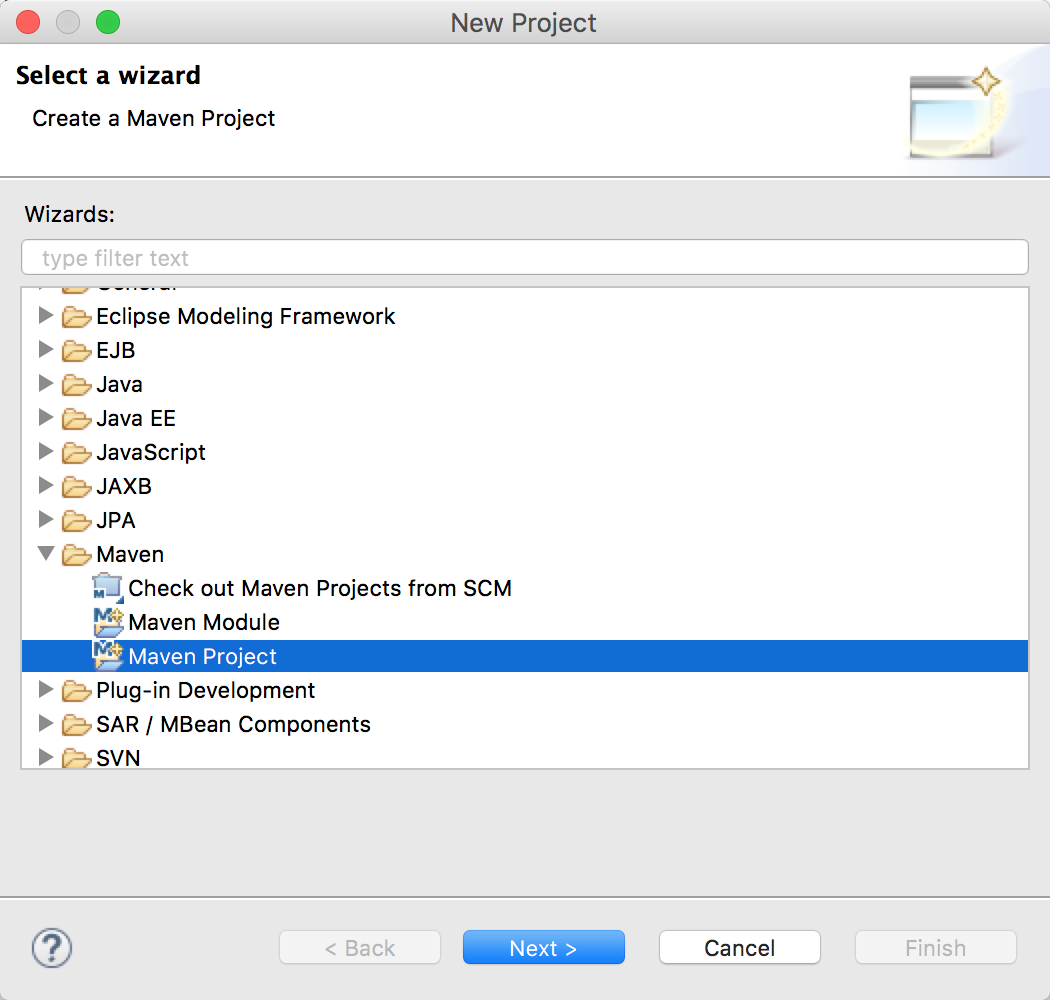 New Project
Select a wizard
Create a Maven Project
Wizards:
type filter text
General
Eclipse Modeling Framework
EJB
Java
Java EE
JavaScript
JAXB
JPA
Maven
Check out Maven Projects from SCM
Maven Module
Maven Project
Plug-in Development
SAR / MBean Components
SVN
< Back
Next >
Cancel
Finish